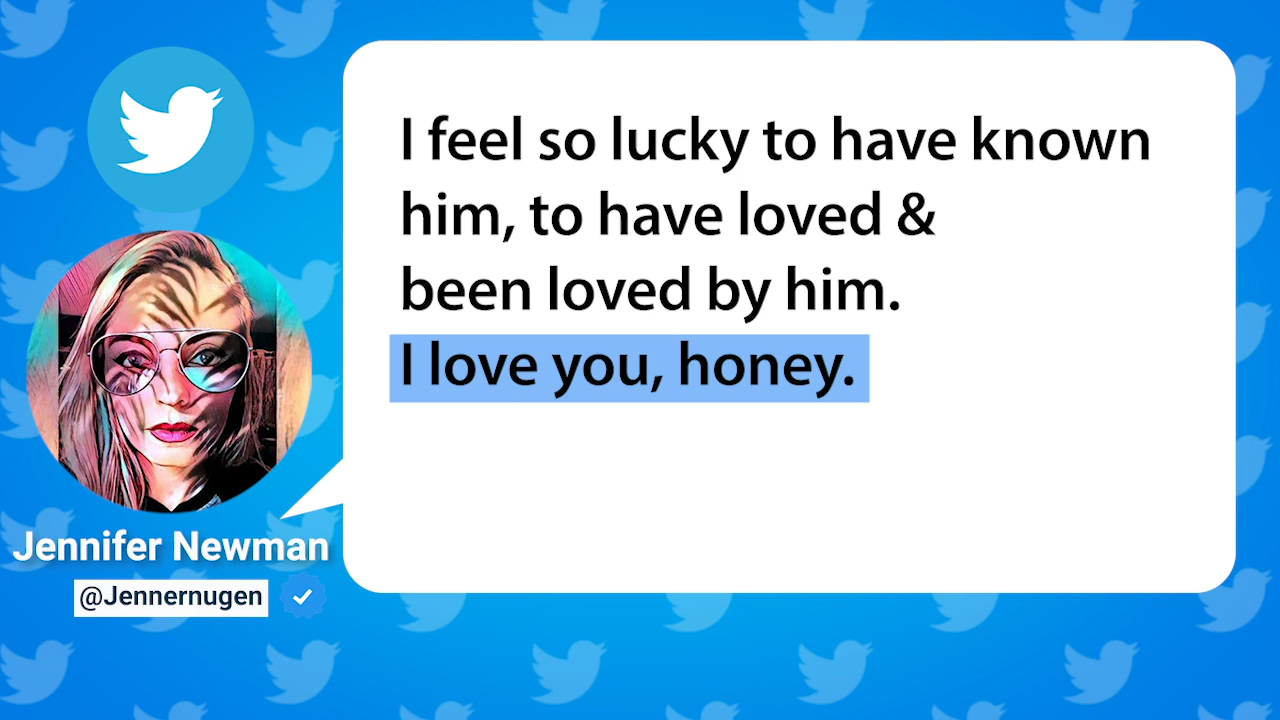 I feel so lucky to have known
him, to have loved &
been loved by him.
I love you, honey.
Jennifer Newman
@Jennernugen